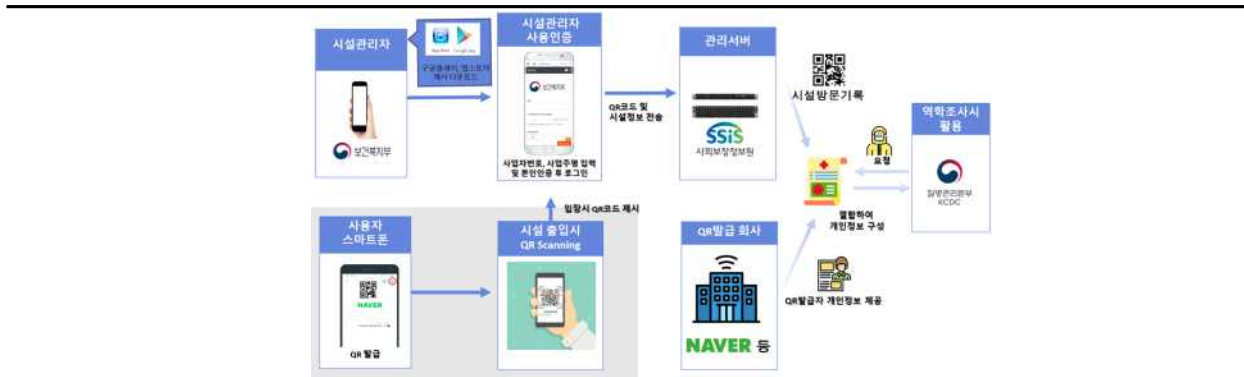 시설관리자
구글플레이, 앱스토어
에서 다운로드
보건복지부
시설관리자
사용인증
보건복지부
사업자번호, 사업주명 입력
및 본인인증 후 로그인
QR코드 및
시설정보 전송
관리서버
SSiS
사회보장정보원
시설방문기록
역학조사시
활용
요청
질병관리본부
KCDC
결합하여
개인정보 구성
입장시 QR코드 제시
사용자
스마트폰
NAVER
QR 발급
시설 출입시
QR Scanning
QR발급 회사
NAVER 등
QR발급자 개인정보 제공